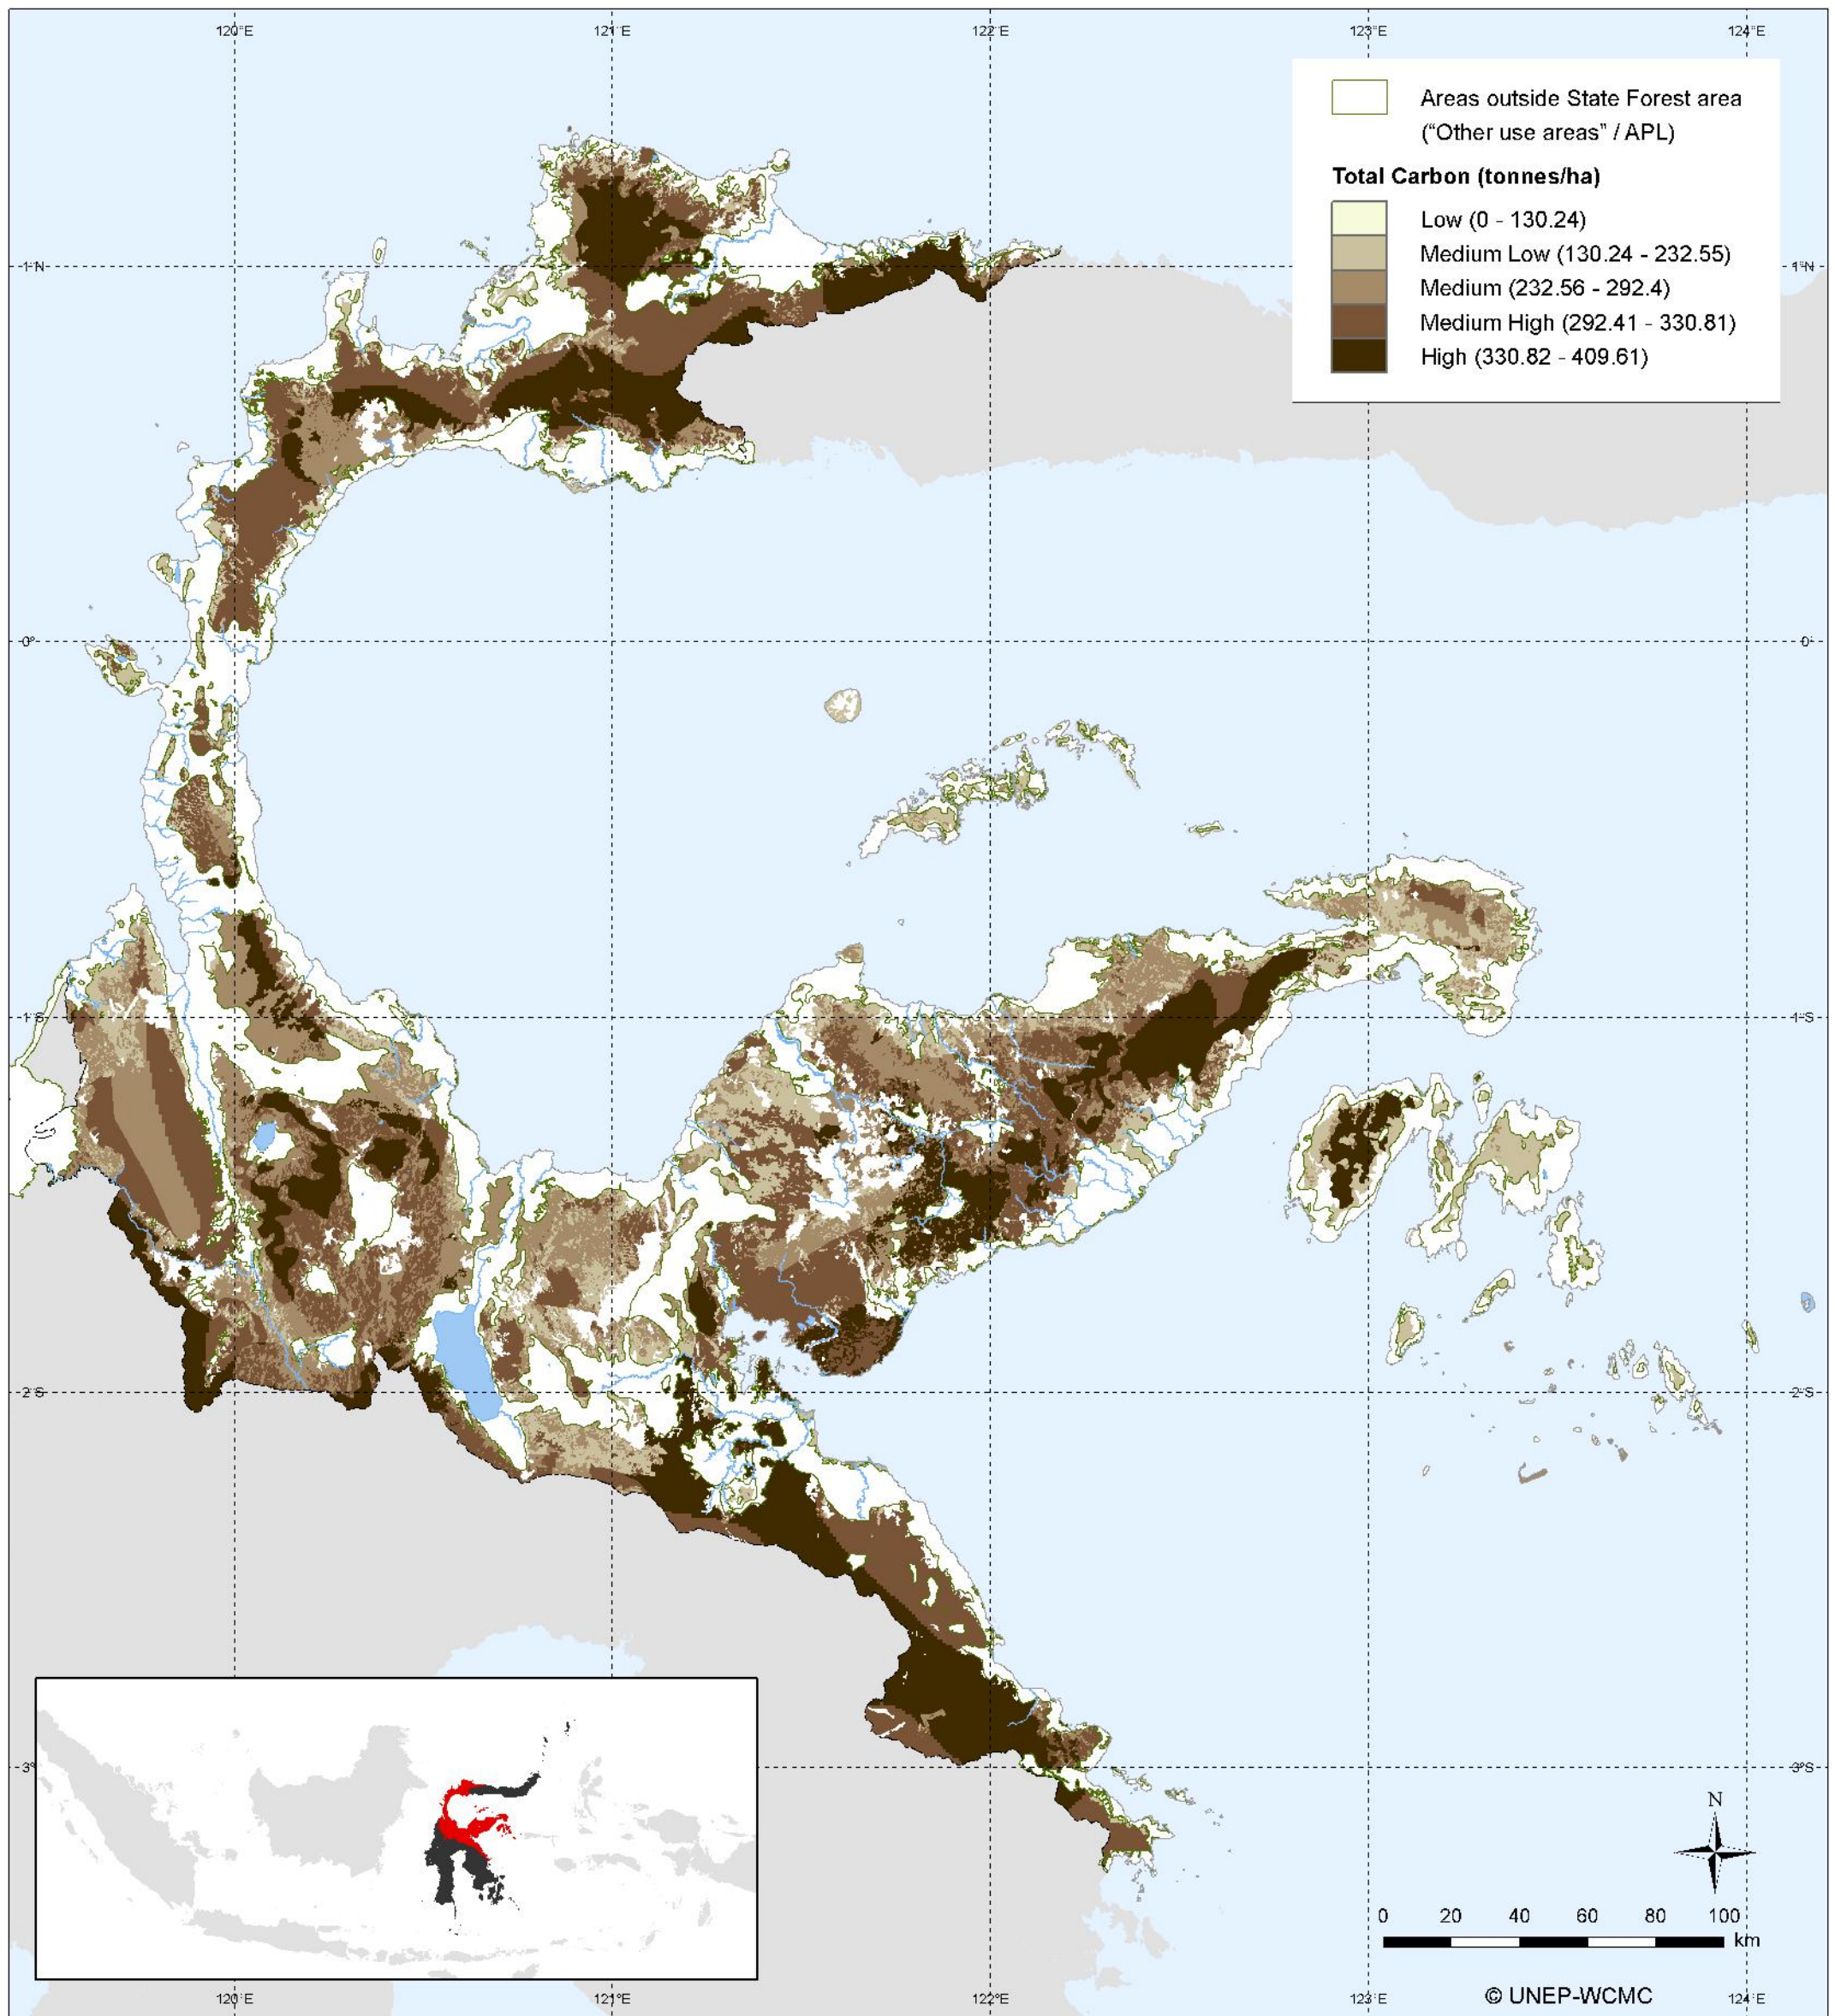 120°E 121°E 122°E 123°E 124°E
Areas outside State Forest area
("Other use areas" / APL)
Total Carbon (tonnes/ha)
Low (0 - 130.24)
Medium Low (130.24 - 232.55)
Medium (232.56 - 292.4)
Medium High (292.41 - 330.81)
High (330.82 - 409.61)
1°N 1°N
0° 0°
1°S 1°S
2°S 2°S
3° 3°S
N
0 20 40 60 80 100
km
© UNEP-WCMC
120°E 121°E 122°E 123°E 124°E